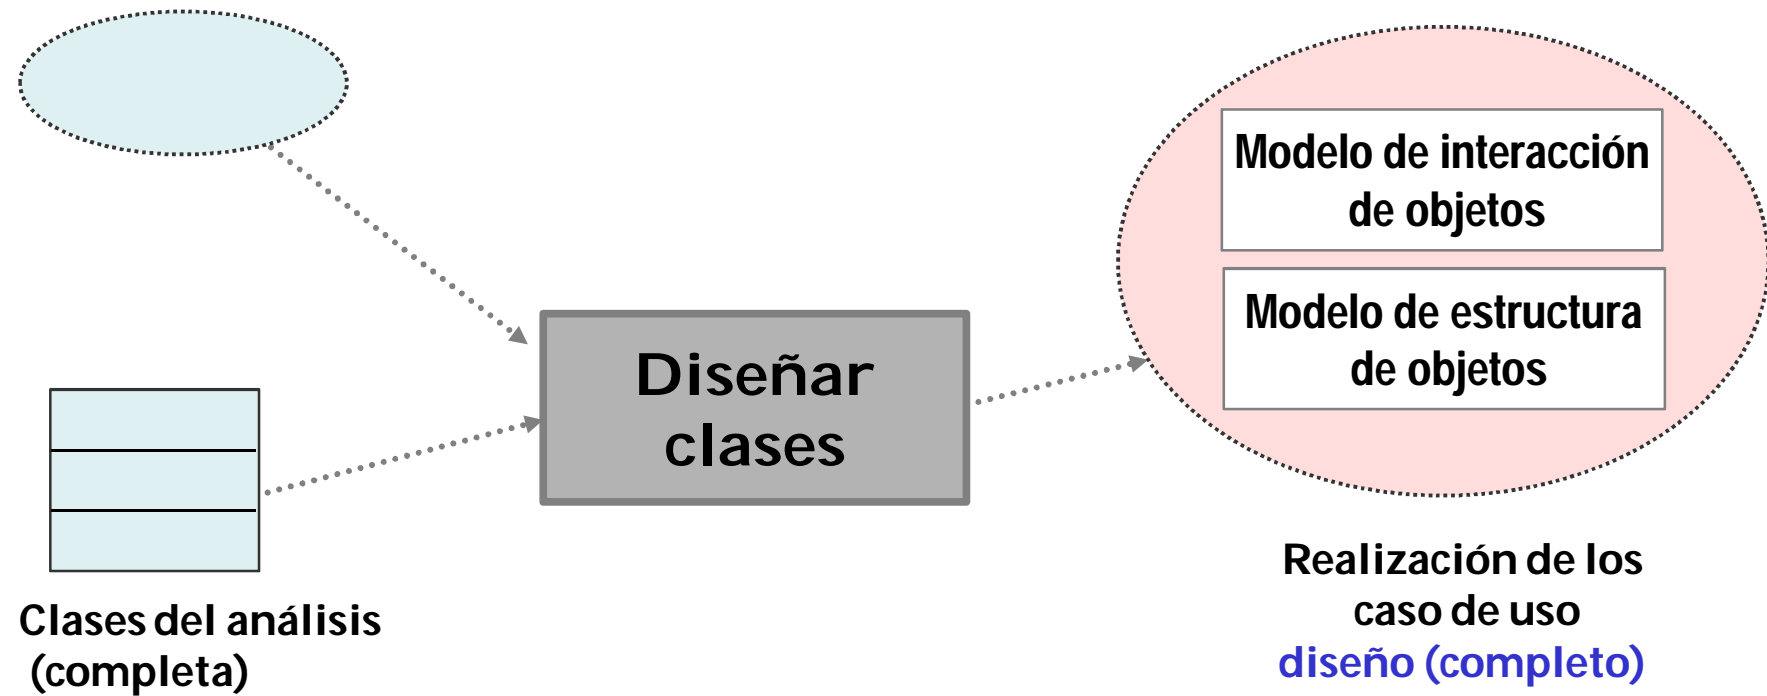 Modelo de interacción
de objetos
Modelo de estructura
de objetos
Diseñar
clases
Clases del análisis
(completa)
Realización de los
caso de uso
diseño (completo)